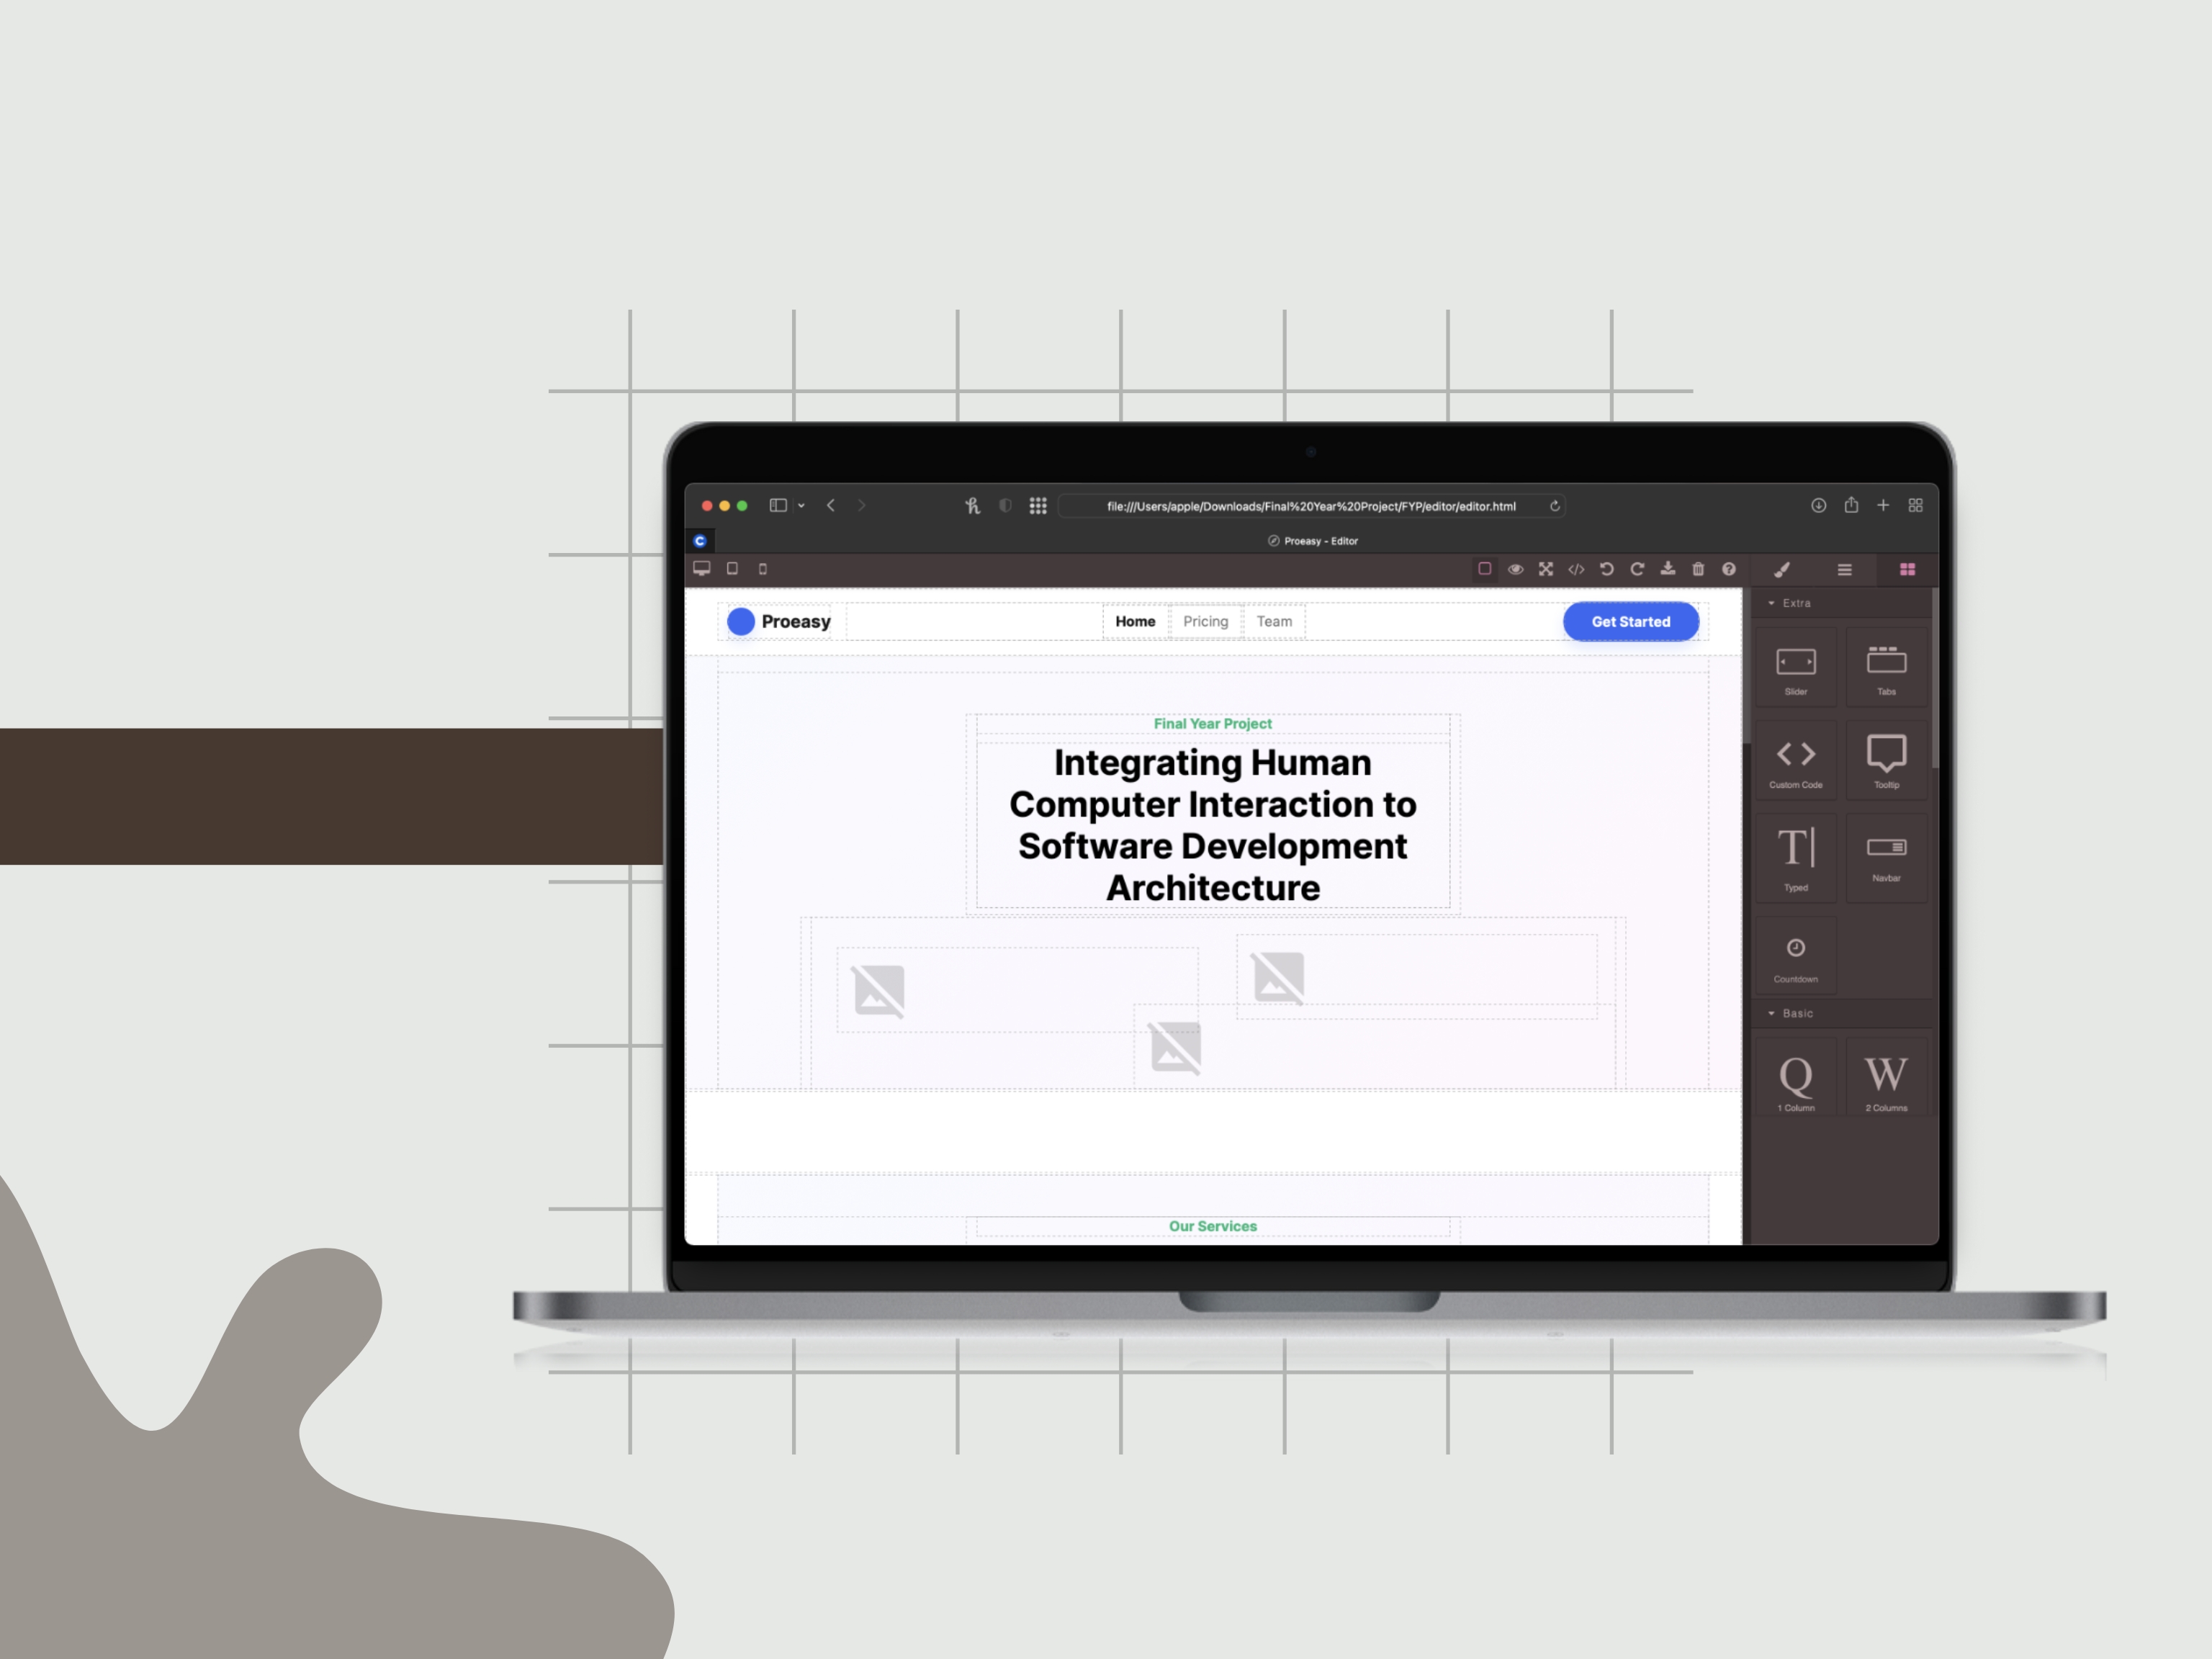 file:///Users/apple/Downloads/Final%20Year%20Project/FYP/editor/editor.html
Proeasy - Editor
Proeasy
Home
Pricing
Team
Get Started
Final Year Project
Integrating Human
Computer Interaction to
Software Development
Architecture
Our Services
Extra
Slider
Tabs
Custom Code
Tooltip
Typed
Navbar
Countdown
Basic
1 Column
2 Columns